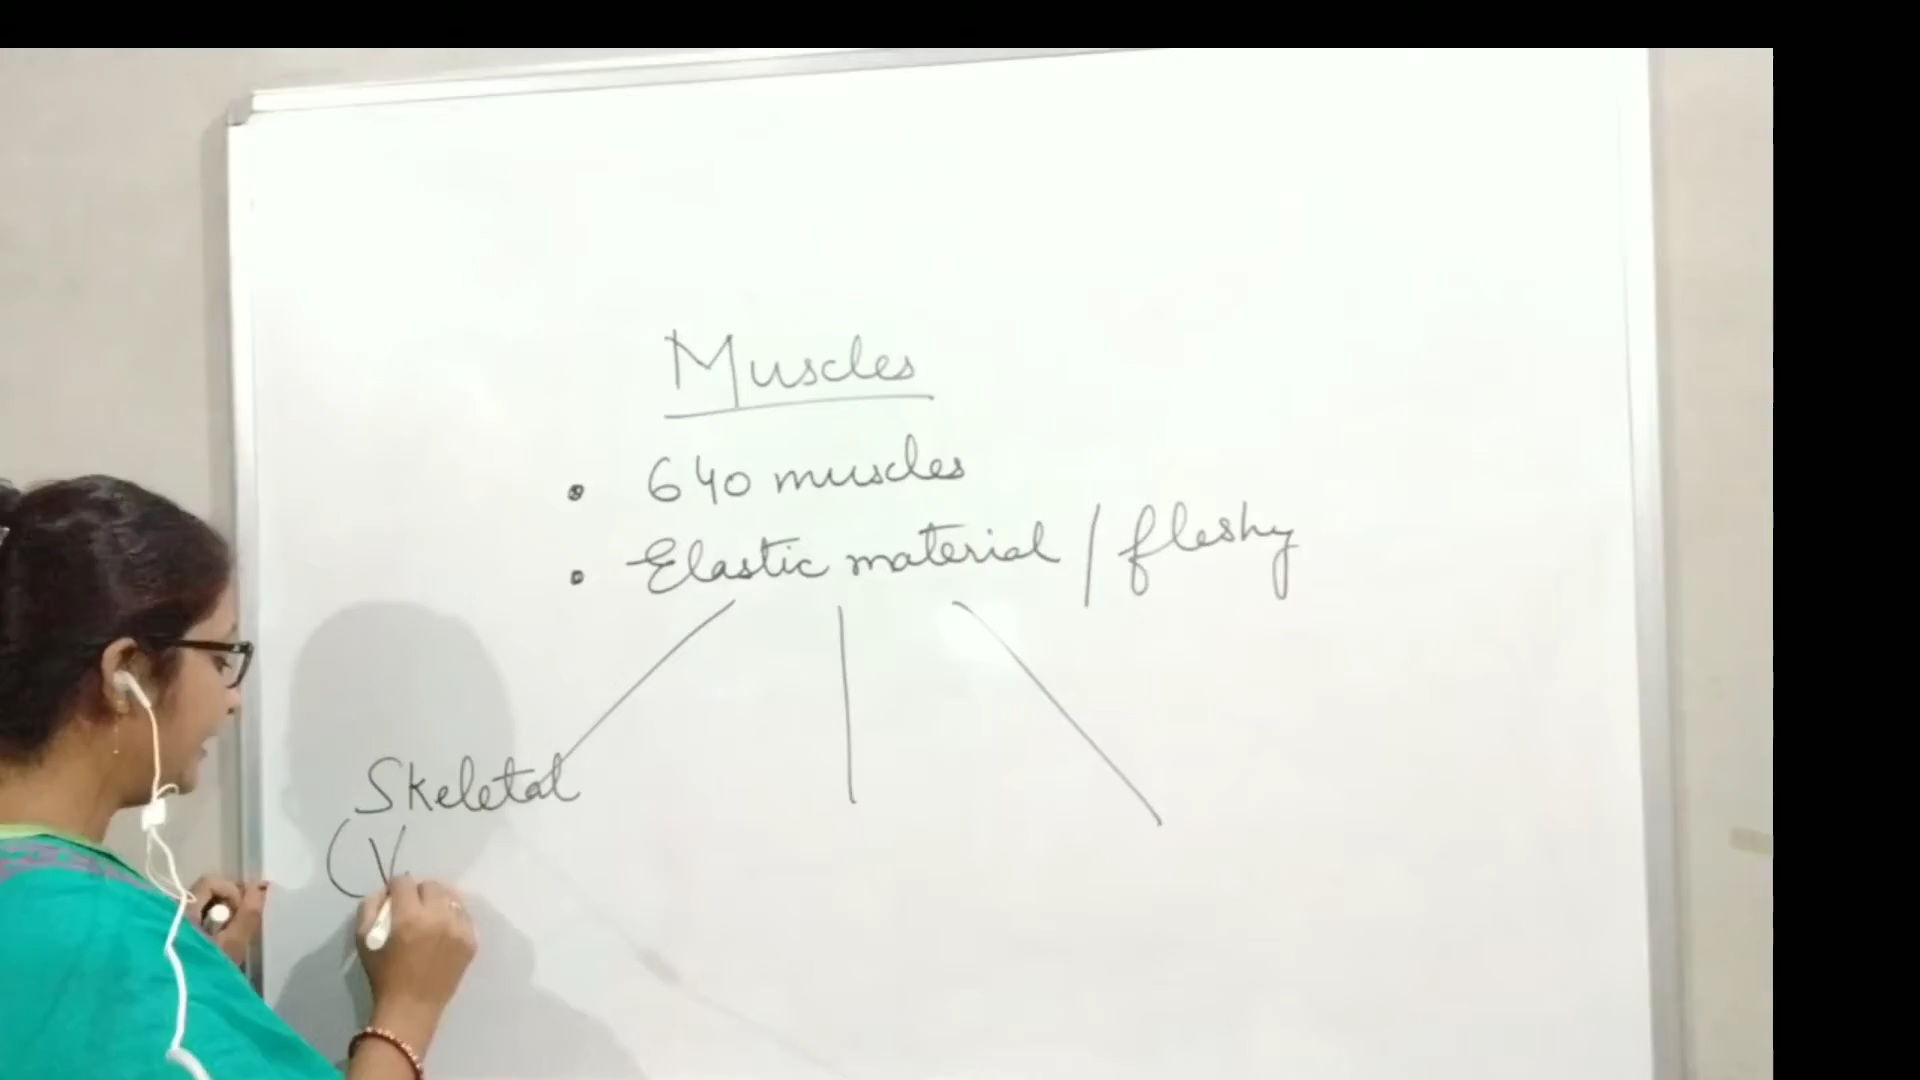 Muscles
• 640 muscles
• Elastic material / fleshy
Skeletal
(V